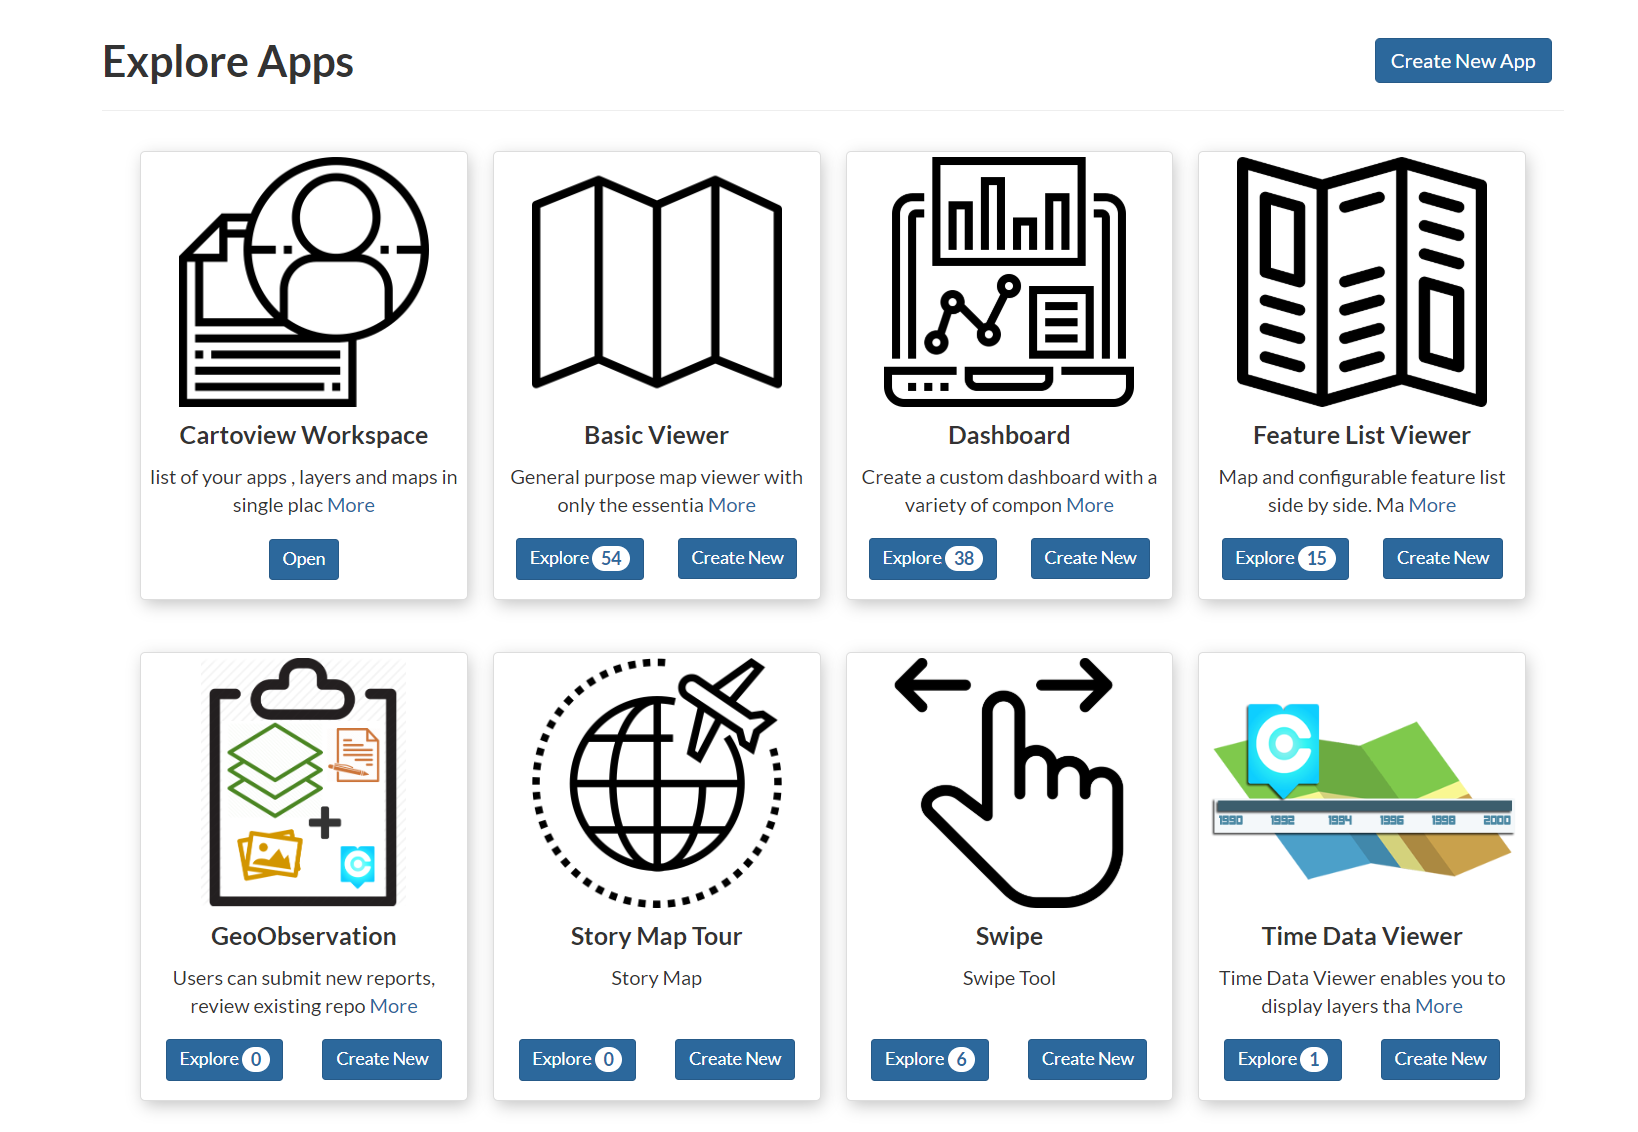 Explore Apps
Create New App
Cartoview Workspace
list of your apps , layers and maps in
single plac More
Open
Basic Viewer
General purpose map viewer with
only the essentia More
Explore 54
Create New
Dashboard
Create a custom dashboard with a
variety of compon More
Explore 38
Create New
Feature List Viewer
Map and configurable feature list
side by side. Ma More
Explore 15
Create New
GeoObservation
Users can submit new reports,
review existing repo More
Explore 0
Create New
Story Map Tour
Story Map
Explore 0
Create New
Swipe
Swipe Tool
Explore 6
Create New
1990 1992 1994 1996 1998 2000
Time Data Viewer
Time Data Viewer enables you to
display layers tha More
Explore 1
Create New